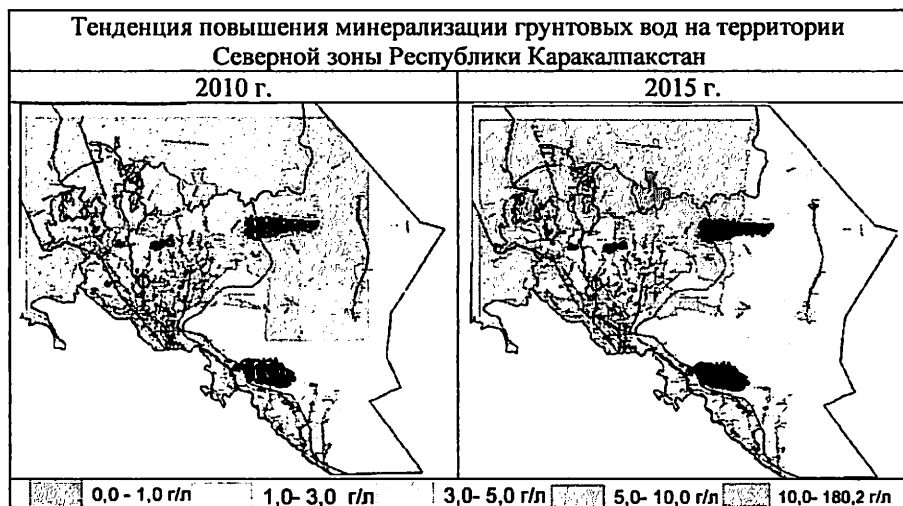 Тенденция повышения минерализации грунтовых вод на территории
Северной зоны Республики Каракалпакстан
2010 г.
2015 г.
0,0 - 1,0 г/л
1,0- 3,0 г/л
3,0- 5,0 г/л
5,0- 10,0 г/л
10,0- 180,2 г/л